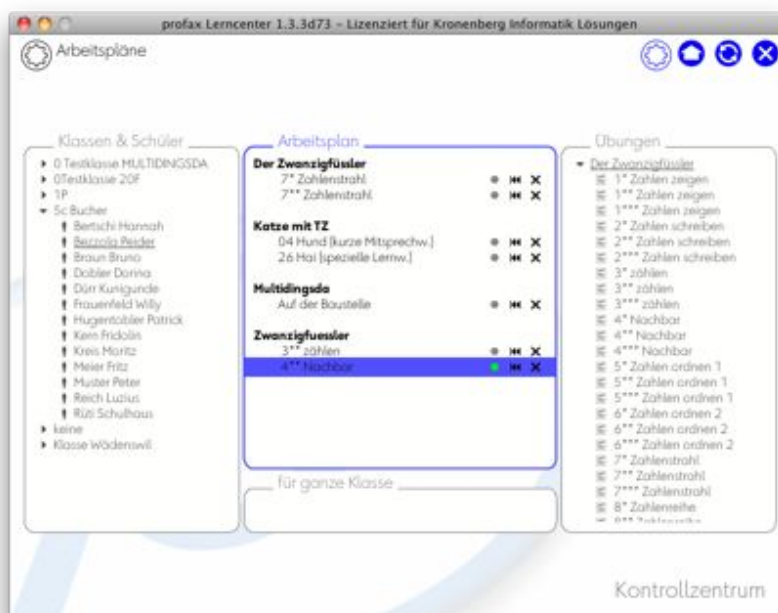 profax Lerncenter 1.3.3d73 – Lizenziert für Kronenberg Informatik Lösungen
Arbeitspläne
Klassen & Schüler
0 Testklasse MULTIDINGSDA
0Testklasse 20F
1P
5c Bucher
Bertschi Hannah
Bezzola Peider
Braun Bruno
Dobler Dorina
Dürr Kunigunde
Frauenfeld Willy
Hugentobler Patrick
Kern Fridolin
Kreis Moritz
Meier Fritz
Muster Peter
Reich Luzius
Rüti Schulhaus
keine
Klasse Wädenswil
Arbeitsplan
Der Zwanzigfüssler
7* Zahlenstrahl
7** Zahlenstrahl
Katze mit TZ
04 Hund (kurze Mitsprechw.)
26 Hai (spezielle Lernw.)
Multidingsda
Auf der Baustelle
Zwanzigfuessler
3** zählen
4** Nachbar
für ganze Klasse
Übungen
Der Zwanzigfüssler
1* Zahlen zeigen
1** Zahlen zeigen
1*** Zahlen zeigen
2* Zahlen schreiben
2** Zahlen schreiben
2*** Zahlen schreiben
3* zählen
3** zählen
3*** zählen
4* Nachbar
4** Nachbar
4*** Nachbar
5* Zahlen ordnen 1
5** Zahlen ordnen 1
5*** Zahlen ordnen 1
6* Zahlen ordnen 2
6** Zahlen ordnen 2
6*** Zahlen ordnen 2
7* Zahlenstrahl
7** Zahlenstrahl
7*** Zahlenstrahl
8* Zahlenreihe
8** Zahlenreihe
Kontrollzentrum